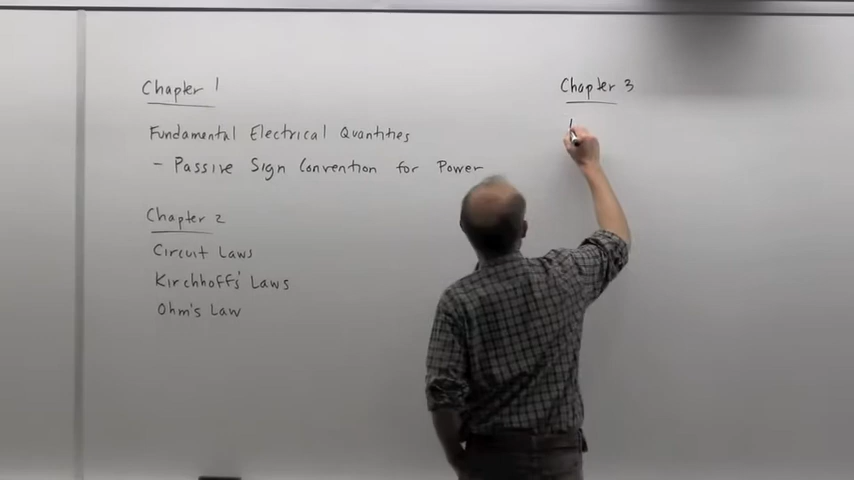 Chapter 1
Fundamental Electrical Quantities
- Passive Sign Convention for Power
Chapter 2
Circuit Laws
Kirchhoffs' Laws
Ohm's Law
Chapter 3